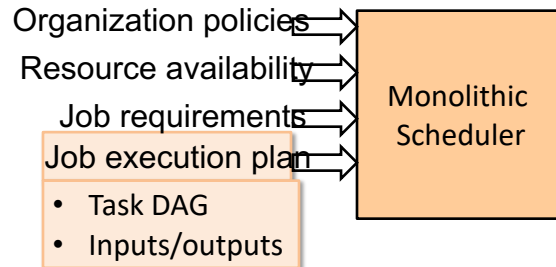 Organization policies
Resource availability
Job requirements
Job execution plan
• Task DAG
• Inputs/outputs
Monolithic
Scheduler